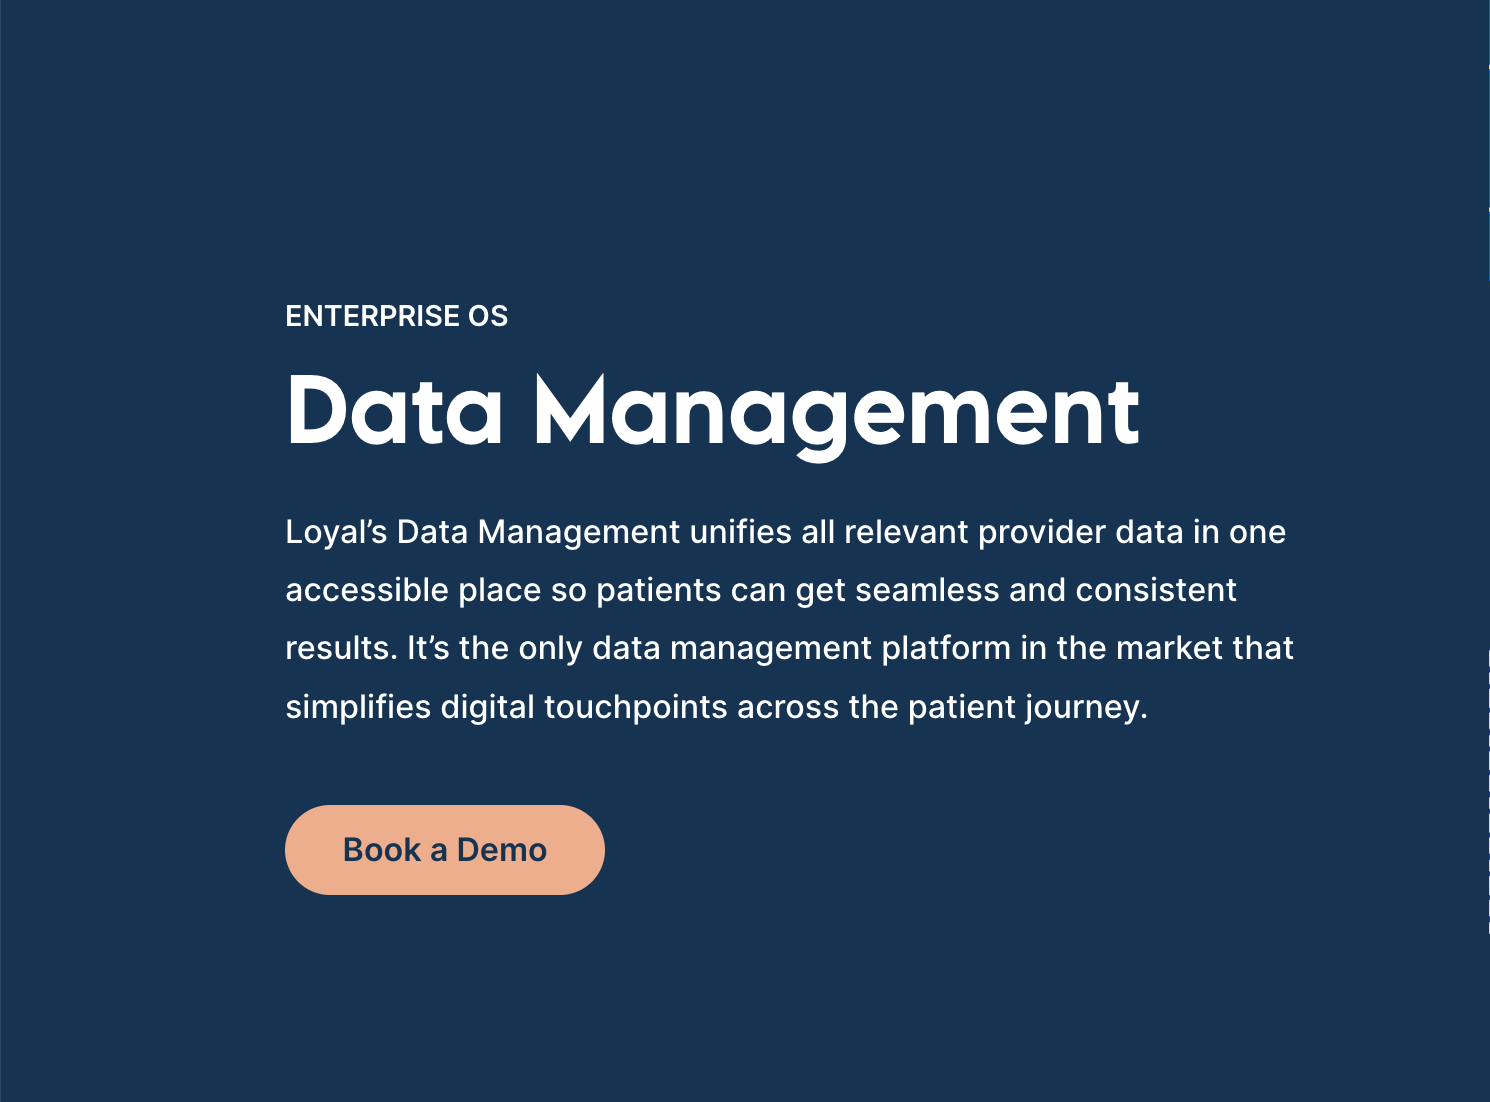 ENTERPRISE OS
Data Management
Loyal’s Data Management unifies all relevant provider data in one
accessible place so patients can get seamless and consistent
results. It’s the only data management platform in the market that
simplifies digital touchpoints across the patient journey.
Book a Demo